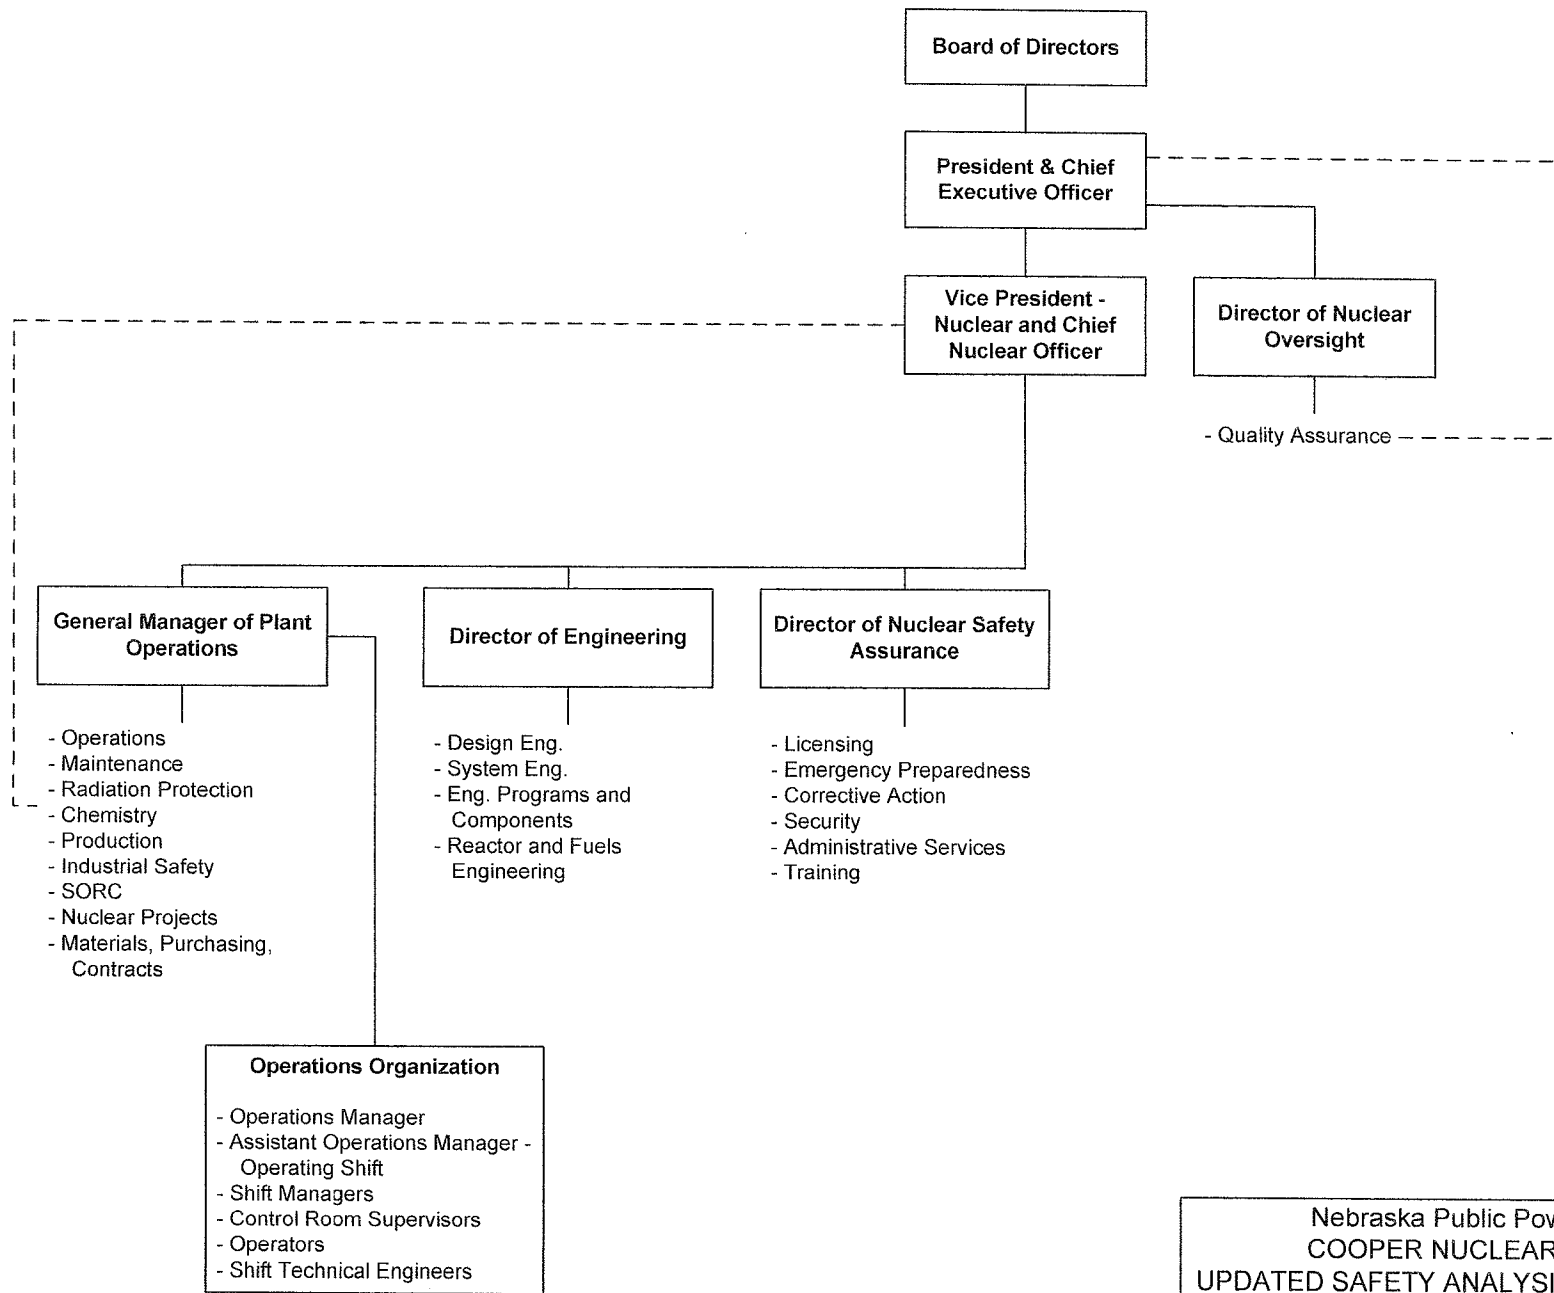 Board of Directors
President & Chief
Executive Officer
Vice President -
Nuclear and Chief
Nuclear Officer
Director of Nuclear
Oversight
- Quality Assurance
General Manager of Plant
Operations
- Operations
- Maintenance
- Radiation Protection
- Chemistry
- Production
- Industrial Safety
- SORC
- Nuclear Projects
- Materials, Purchasing,
Contracts
Director of Engineering
- Design Eng.
- System Eng.
- Eng. Programs and
Components
- Reactor and Fuels
Engineering
Director of Nuclear Safety
Assurance
- Licensing
- Emergency Preparedness
- Corrective Action
- Security
- Administrative Services
- Training
Operations Organization
- Operations Manager
- Assistant Operations Manager -
Operating Shift
- Shift Managers
- Control Room Supervisors
- Operators
- Shift Technical Engineers
Nebraska Public
COOPER NUCLEAR
UPDATED SAFETY